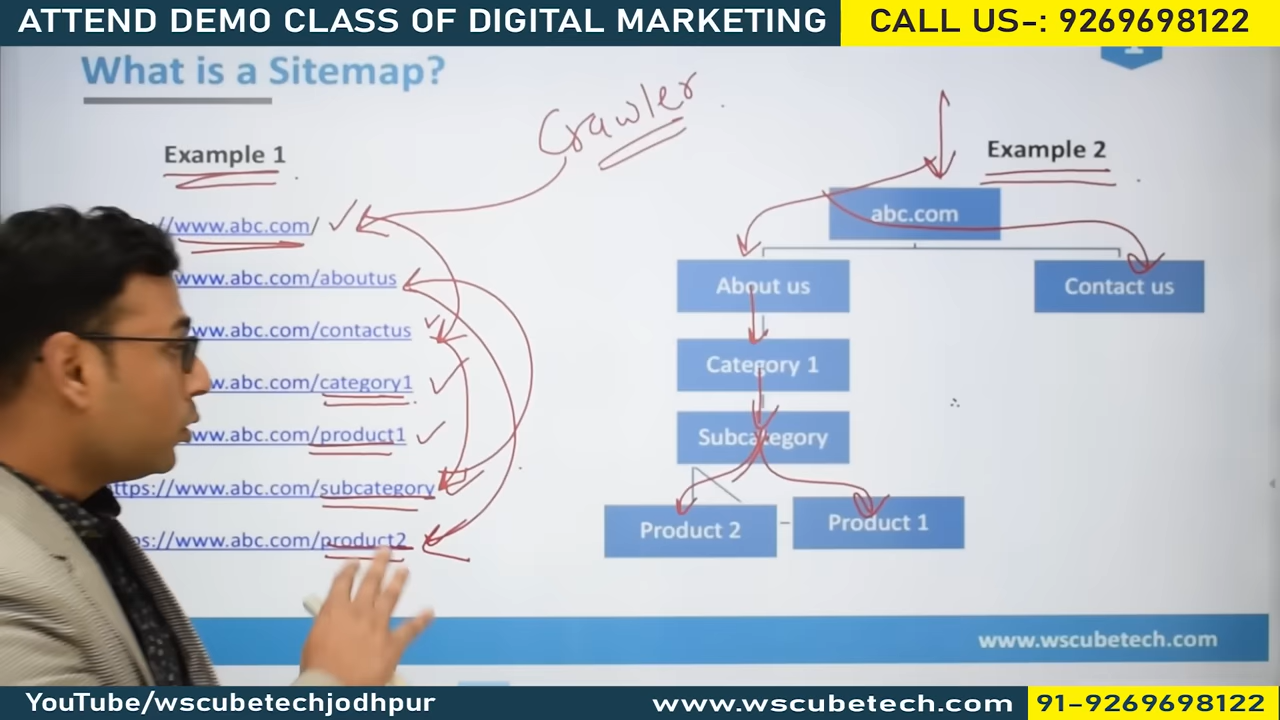 ATTEND DEMO CLASS OF DIGITAL MARKETING
CALL US-: 9269698122
What is a Sitemap?
1
Crawler
Example 1
/www.abc.com/
www.abc.com/aboutus
ww.abc.com/contactus
w.abc.com/category1
www.abc.com/product1
ttps://www.abc.com/subcategory
ps://www.abc.com/product2
Example 2
abc.com
About us
Contact us
Category 1
Subcategory
Product 2
Product 1
www.wscubetech.com
YouTube/wscubetechjodhpur
www.wscubetech.com
91-9269698122